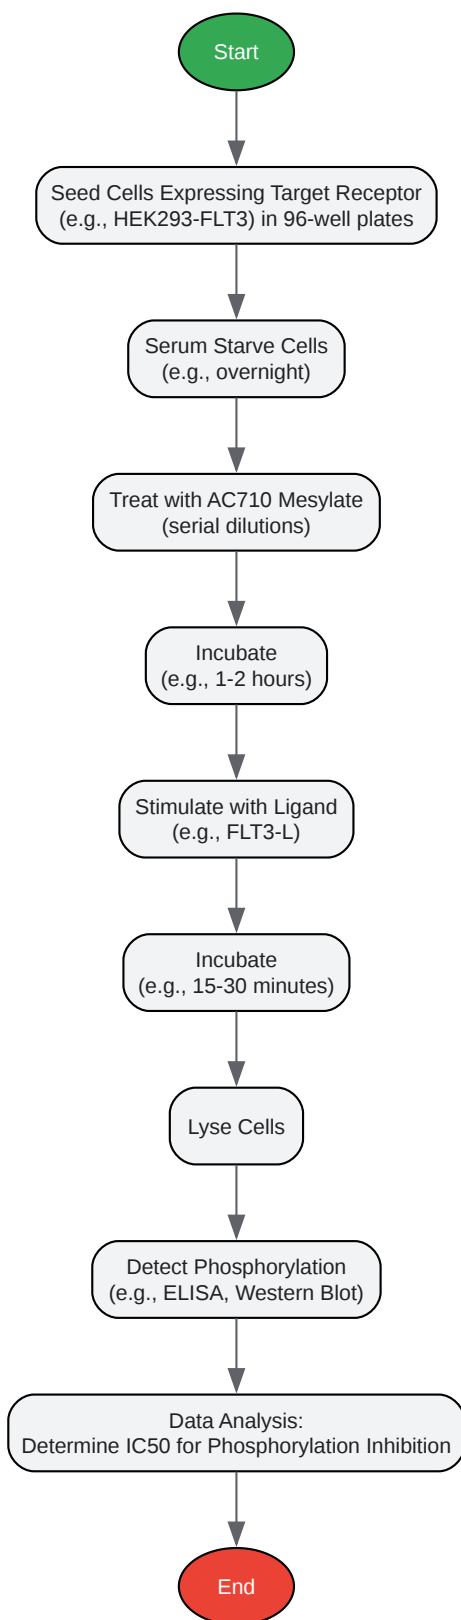 Start
Seed Cells Expressing Target Receptor
(e.g., HEK293-FLT3) in 96-well plates
Serum Starve Cells
(e.g., overnight)
Treat with AC710 Mesylate
(serial dilutions)
Incubate
(e.g., 1-2 hours)
Stimulate with Ligand
(e.g., FLT3-L)
Incubate
(e.g., 15-30 minutes)
Lyse Cells
Detect Phosphorylation
(e.g., ELISA, Western Blot)
Data Analysis:
Determine IC50 for Phosphorylation Inhibition
End